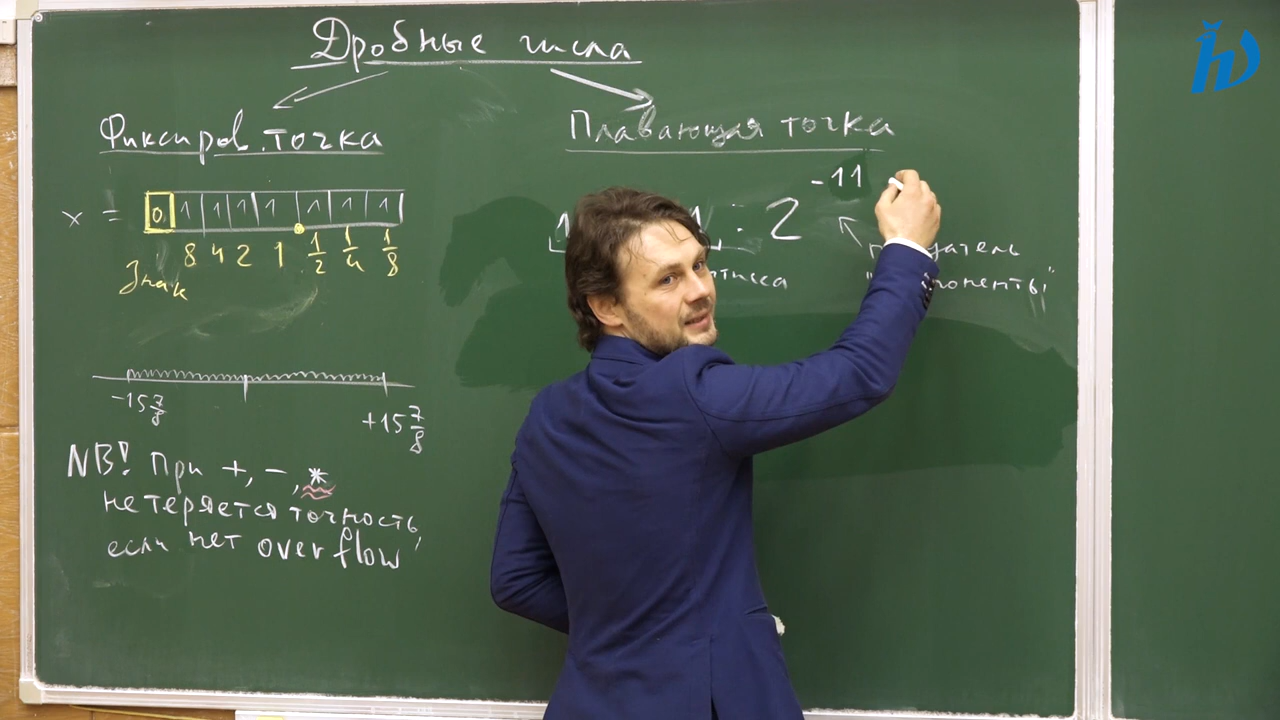 Дробные числа
Фиксиров. точка
x = 0 1 1 1 1 1 1 1
8 4 2 1 1/2 1/4 1/8
Знак
-15 7/8
+15 7/8
NB! При +, -, *
не теряется точность,
если нет overflow
Плавающая точка
2 -11